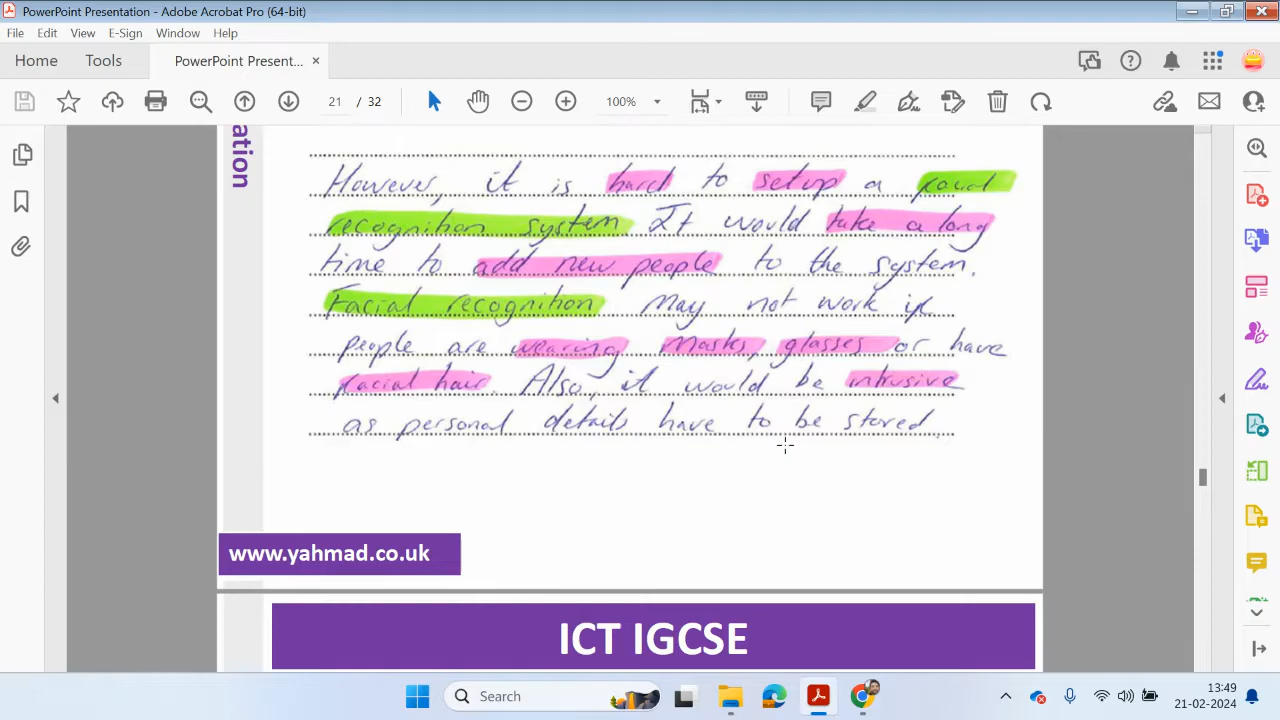 PowerPoint Presentation - Adobe Acrobat Pro (64-bit)
File Edit View E-Sign Window Help
Home Tools PowerPoint Present... ×
21 / 32 100%
ation
However, it is hard to setup a facial
recognition system It would take a long
time to add new people to the system.
Facial recognition may not work if
people are wearing masks, glasses or have
facial hair. Also, it would be intrusive
as personal details have to be stored.
www.yahmad.co.uk
ICT IGCSE
Search
13:49
21-02-2024